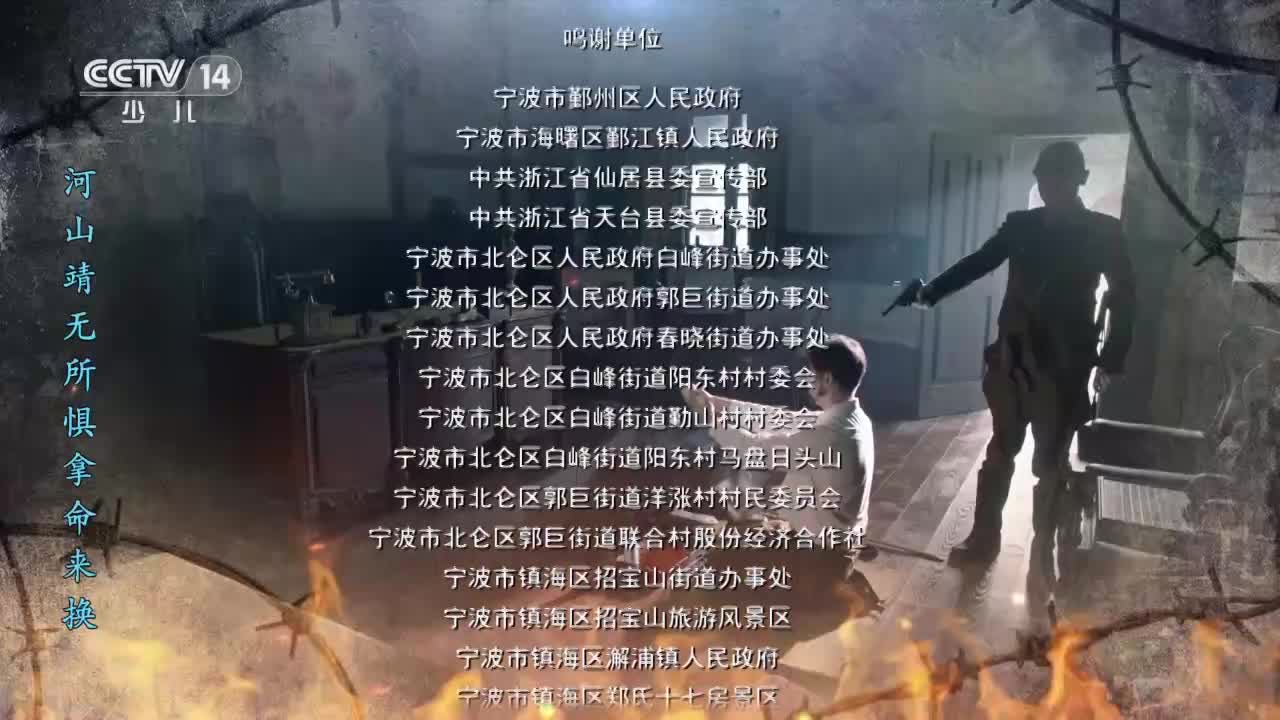 鸣谢单位
CCTV 14
少儿
宁波市鄞州区人民政府
宁波市海曙区鄞江镇人民政府
中共浙江省仙居县委宣传部
中共浙江省天台县委宣传部
宁波市北仑区人民政府白峰街道办事处
宁波市北仑区人民政府郭巨街道办事处
宁波市北仑区人民政府春晓街道办事处
宁波市北仑区白峰街道阳东村村委会
宁波市北仑区白峰街道勤山村村委会
宁波市北仑区白峰街道阳东村马盘日头山
宁波市北仑区郭巨街道洋涨村村民委员会
宁波市北仑区郭巨街道联合村股份经济合作社
宁波市镇海区招宝山街道办事处
宁波市镇海区招宝山旅游风景区
宁波市镇海区澥浦镇人民政府
宁波市镇海区郑氏十七房景区
河山靖无所惧拿命来换